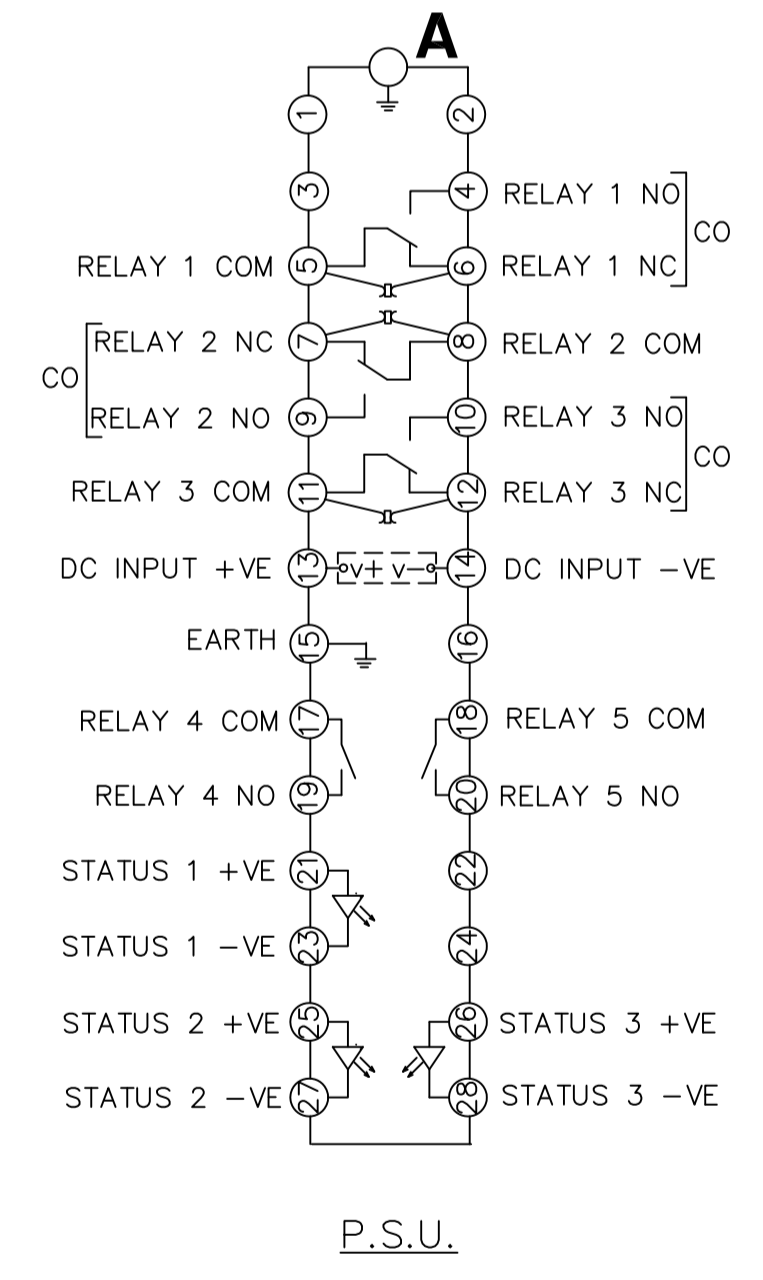 A
1 2
3 4 RELAY 1 NO
CO
RELAY 1 COM 5 6 RELAY 1 NC
RELAY 2 NC 7 8 RELAY 2 COM
CO
RELAY 2 NO 9 10 RELAY 3 NO
CO
RELAY 3 COM 11 12 RELAY 3 NC
DC INPUT +VE 13 V+ V− 14 DC INPUT −VE
EARTH 15 16
RELAY 4 COM 17 18 RELAY 5 COM
RELAY 4 NO 19 20 RELAY 5 NO
STATUS 1 +VE 21 22
STATUS 1 −VE 23 24
STATUS 2 +VE 25 26 STATUS 3 +VE
STATUS 2 −VE 27 28 STATUS 3 −VE
P.S.U.